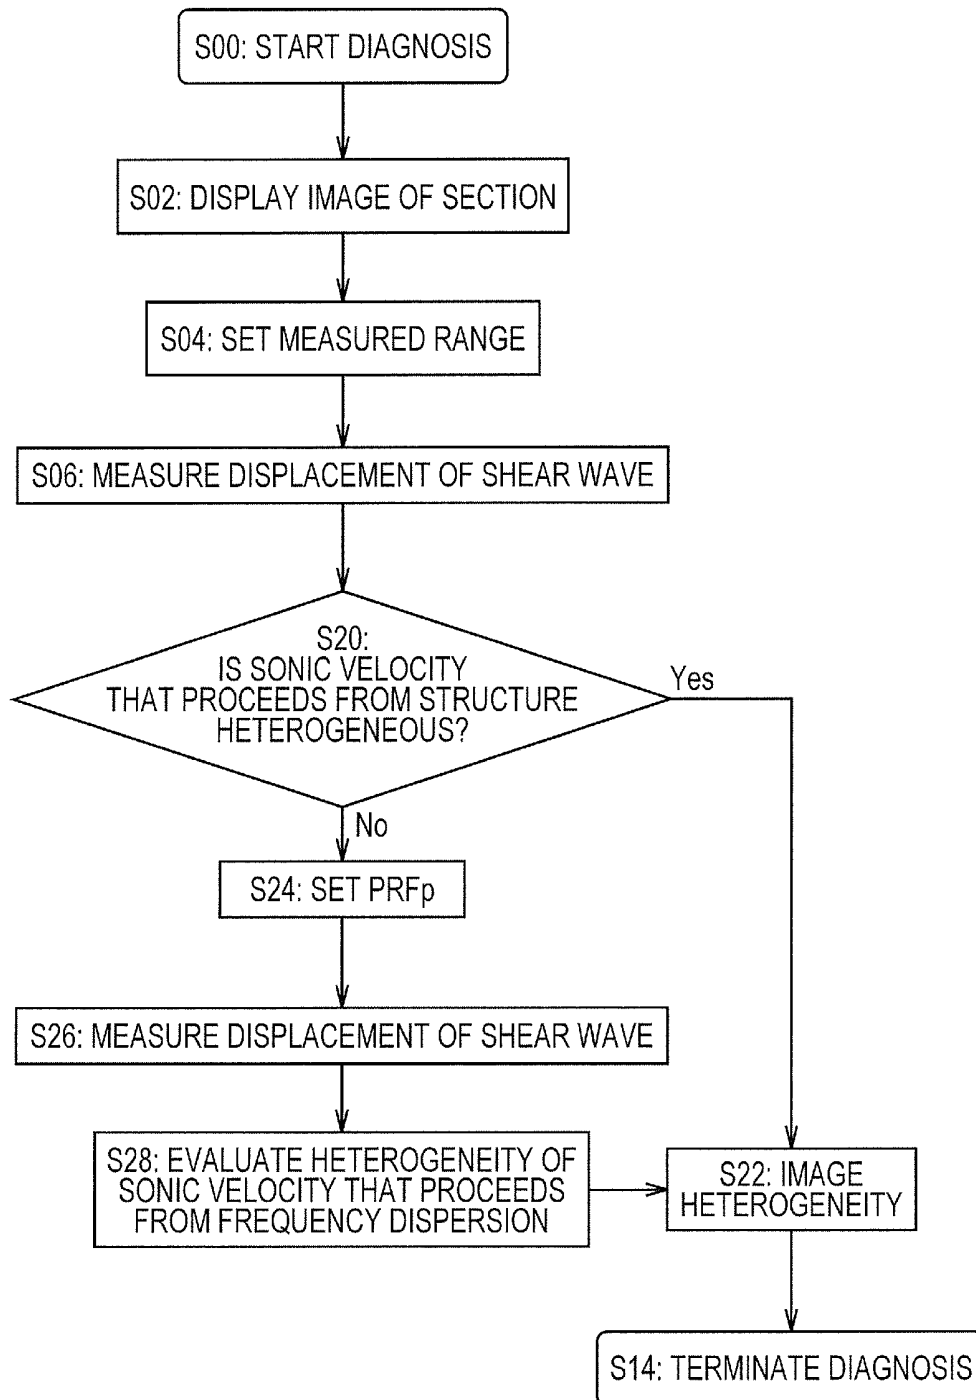 S00: START DIAGNOSIS
S02: DISPLAY IMAGE OF SECTION
S04: SET MEASURED RANGE
S06: MEASURE DISPLACEMENT OF SHEAR WAVE
S20:
IS SONIC VELOCITY
THAT PROCEEDS FROM STRUCTURE
HETEROGENEOUS?
Yes
No
S24: SET PRFp
S26: MEASURE DISPLACEMENT OF SHEAR WAVE
S28: EVALUATE HETEROGENEITY OF
SONIC VELOCITY THAT PROCEEDS
FROM FREQUENCY DISPERSION
S22: IMAGE
HETEROGENEITY
S14: TERMINATE DIAGNOSIS